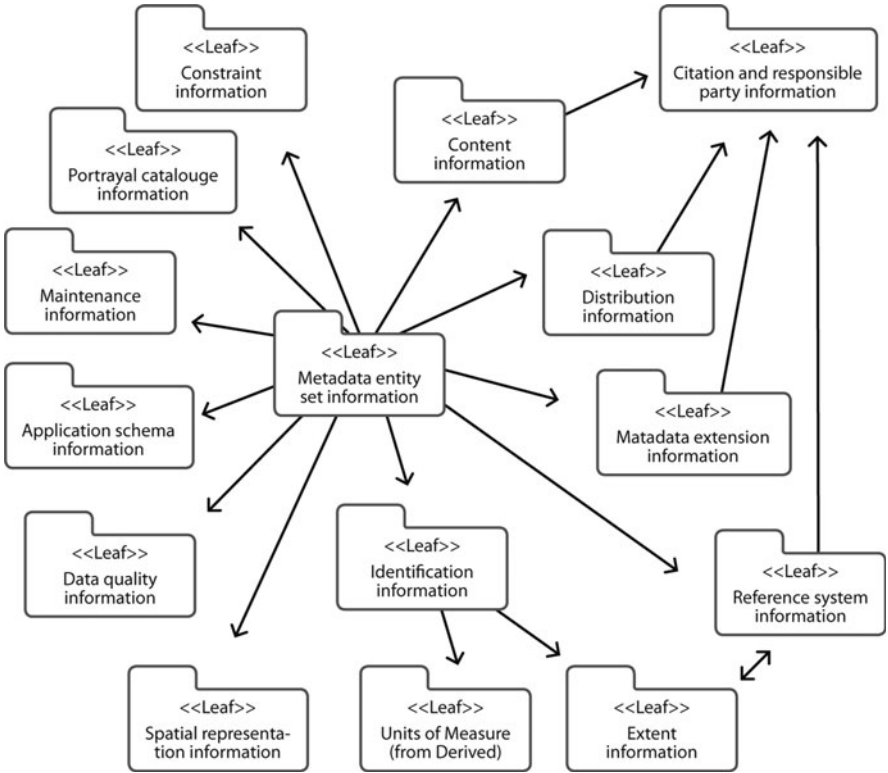 <<Leaf>>
Constraint
information
<<Leaf>>
Citation and responsible
party information
<<Leaf>>
Content
information
<<Leaf>>
Portrayal catalouge
information
<<Leaf>>
Maintenance
information
<<Leaf>>
Distribution
information
<<Leaf>>
Metadata entity
set information
<<Leaf>>
Application schema
information
<<Leaf>>
Matadata extension
information
<<Leaf>>
Data quality
information
<<Leaf>>
Identification
information
<<Leaf>>
Reference system
information
<<Leaf>>
Spatial representa-
tion information
<<Leaf>>
Units of Measure
(from Derived)
<<Leaf>>
Extent
information